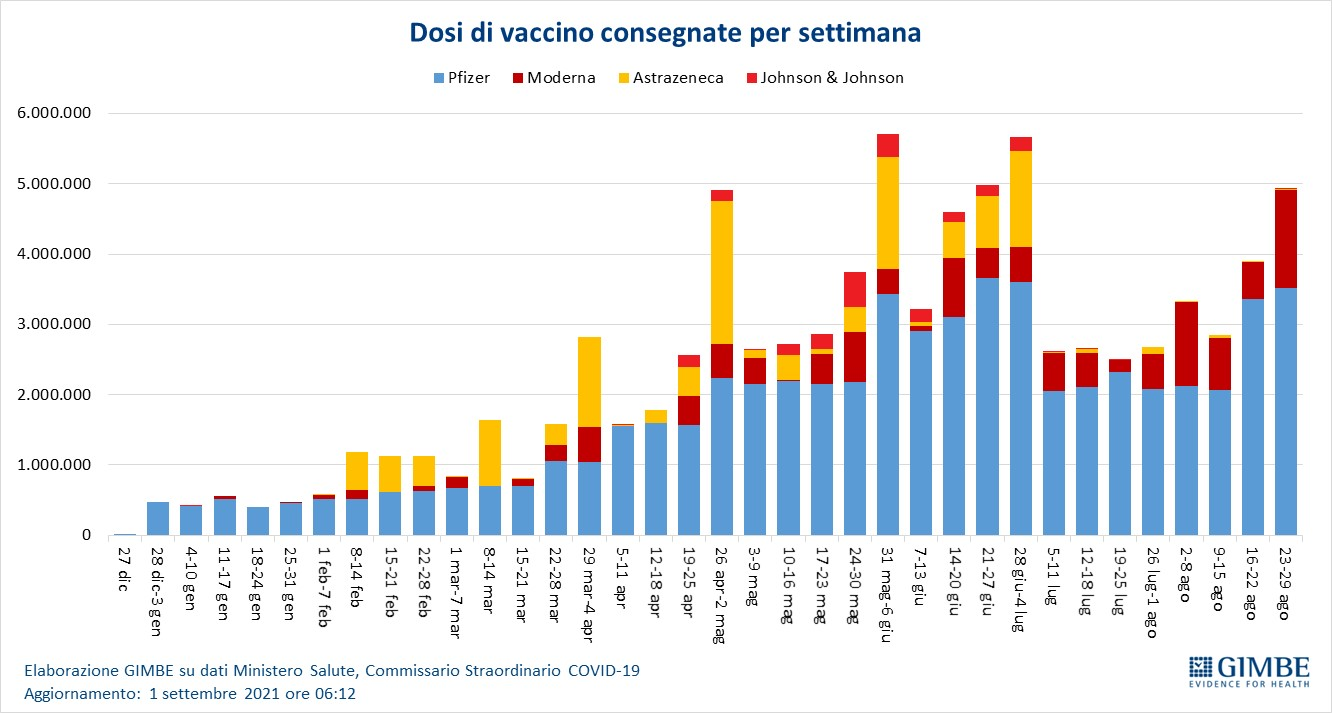 Dosi di vaccino consegnate per settimana
Pfizer Moderna Astrazeneca Johnson & Johnson
6.000.000
5.000.000
4.000.000
3.000.000
2.000.000
1.000.000
0
27 dic
28 dic-3 gen
4-10 gen
11-17 gen
18-24 gen
25-31 gen
1 feb-7 feb
8-14 feb
15-21 feb
22-28 feb
1 mar-7 mar
8-14 mar
15-21 mar
22-28 mar
29 mar-4 apr
5-11 apr
12-18 apr
19-25 apr
26 apr-2 mag
3-9 mag
10-16 mag
17-23 mag
24-30 mag
31 mag-6 giu
7-13 giu
14-20 giu
21-27 giu
28 giu-4 lug
5-11 lug
12-18 lug
19-25 lug
26 lug-1 ago
2-8 ago
9-15 ago
16-22 ago
23-29 ago
Elaborazione GIMBE su dati Ministero Salute, Commissario Straordinario COVID-19
Aggiornamento: 1 settembre 2021 ore 06:12
GIMBE
EVIDENCE FOR HEALTH